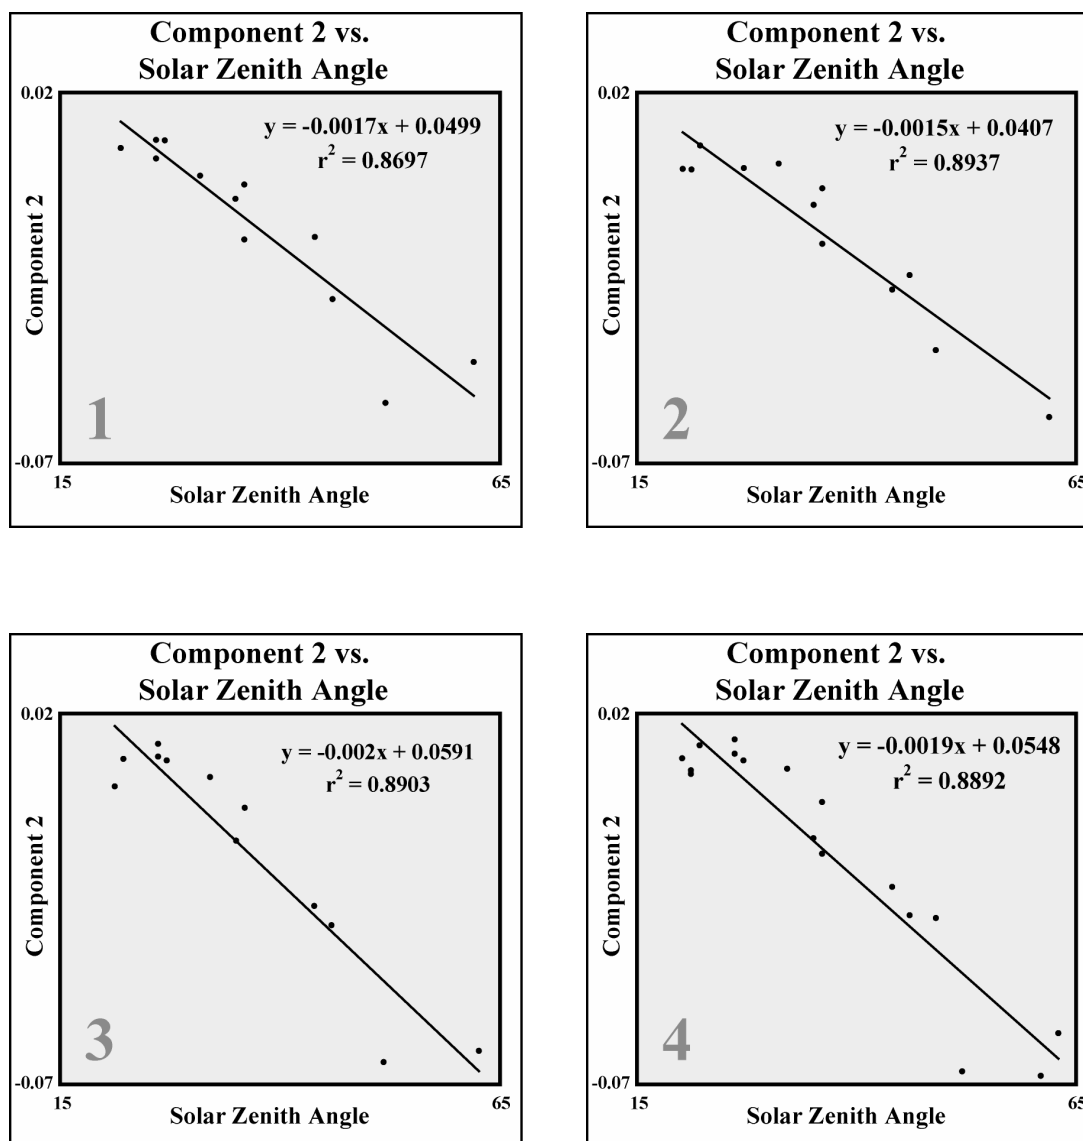 Component 2 vs.
Solar Zenith Angle
0.02
y = -0.0017x + 0.0499
r² = 0.8697
Component 2
1
-0.07
15
65
Solar Zenith Angle
Component 2 vs.
Solar Zenith Angle
0.02
y = -0.0015x + 0.0407
r² = 0.8937
Component 2
2
-0.07
15
65
Solar Zenith Angle
Component 2 vs.
Solar Zenith Angle
0.02
y = -0.002x + 0.0591
r² = 0.8903
Component 2
3
-0.07
15
65
Solar Zenith Angle
Component 2 vs.
Solar Zenith Angle
0.02
y = -0.0019x + 0.0548
r² = 0.8892
Component 2
4
-0.07
15
65
Solar Zenith Angle